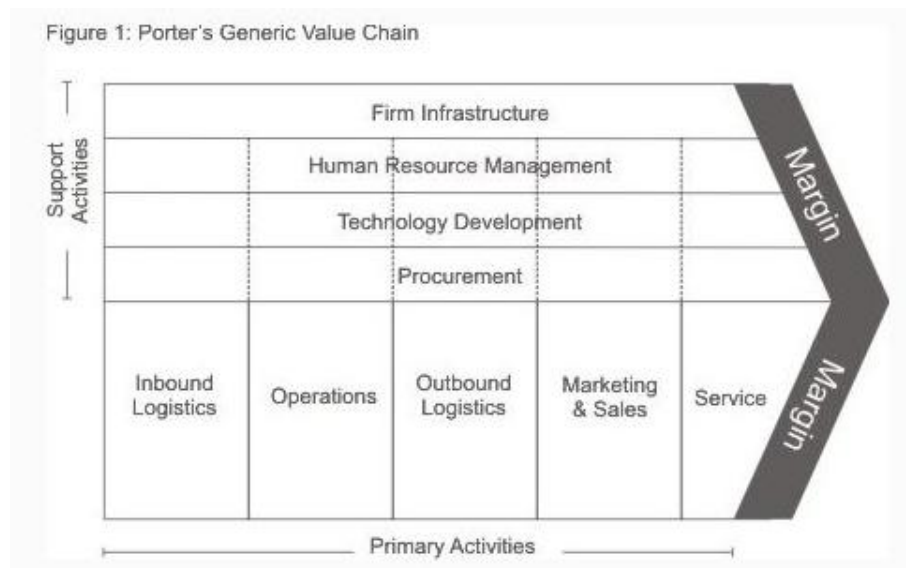 Figure 1: Porter's Generic Value Chain
Support
Activities
Firm Infrastructure
Human Resource Management
Technology Development
Procurement
Margin
Inbound
Logistics
Operations
Outbound
Logistics
Marketing
& Sales
Service
Margin
Primary Activities